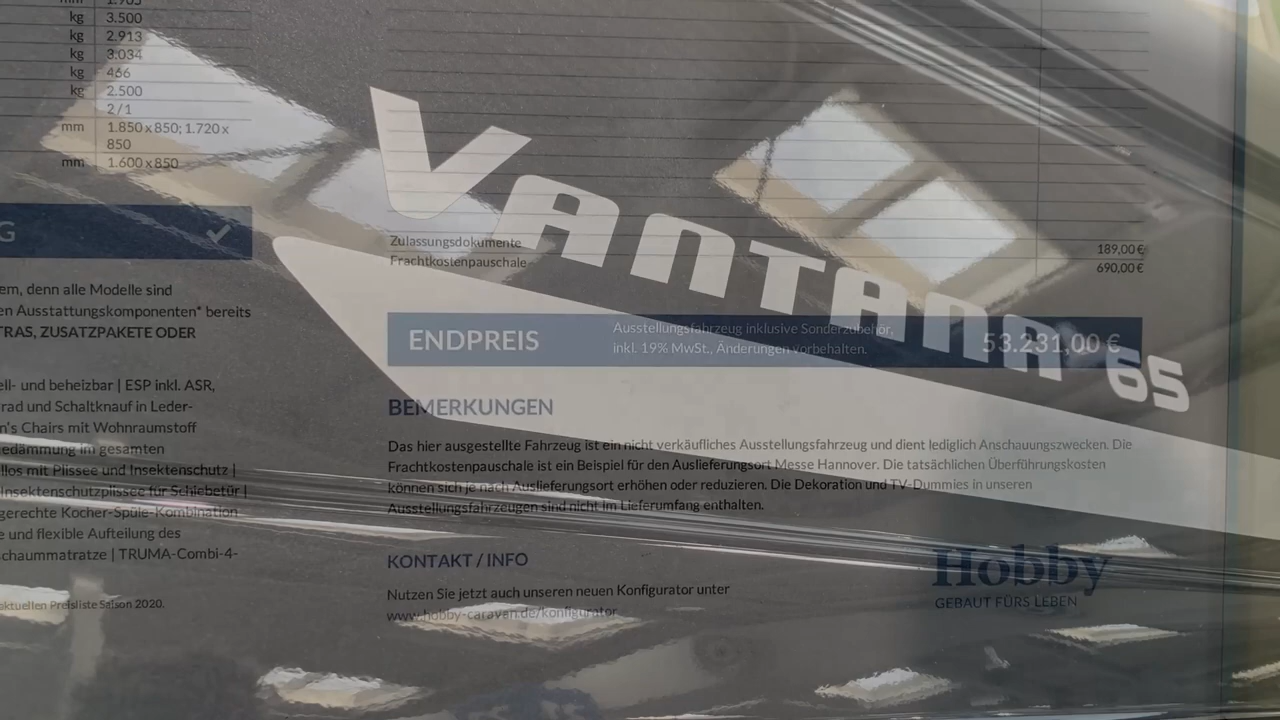 kg 3.500
kg 2.913
kg 3.034
kg 466
kg 2.500
2 / 1
mm 1.850 x 850; 1.720 x
850
mm 1.600 x 850
G
em, denn alle Modelle sind
en Ausstattungskomponenten* bereits
TRAS, ZUSATZPAKETE ODER
ell- und beheizbar | ESP inkl. ASR,
rad und Schaltknauf in Leder-
n's Chairs mit Wohnraumstoff
edämmung im gesamten
llos mit Plissee und Insektenschutz |
Insektenschutzplissee für Schiebetür |
gerechte Kocher-Spüle-Kombination
e und flexible Aufteilung des
chaummatratze | TRUMA-Combi-4-
aktuellen Preisliste Saison 2020.
VANTANA 65
Zulassungsdokumente 189,00 €
Frachtkostenpauschale 690,00 €
ENDPREIS Ausstellungsfahrzeug inklusive Sonderzubehör, 53.231,00 €
inkl. 19% MwSt., Änderungen vorbehalten.
BEMERKUNGEN
Das hier ausgestellte Fahrzeug ist ein nicht verkäufliches Ausstellungsfahrzeug und dient lediglich Anschauungszwecken. Die
Frachtkostenpauschale ist ein Beispiel für den Auslieferungsort Messe Hannover. Die tatsächlichen Überführungskosten
können sich je nach Auslieferungsort erhöhen oder reduzieren. Die Dekoration und TV-Dummies in unseren
Ausstellungsfahrzeugen sind nicht im Lieferumfang enthalten.
KONTAKT / INFO
Nutzen Sie jetzt auch unseren neuen Konfigurator unter
www.hobby-caravan.de/konfigurator
Hobby
GEBAUT FÜRS LEBEN